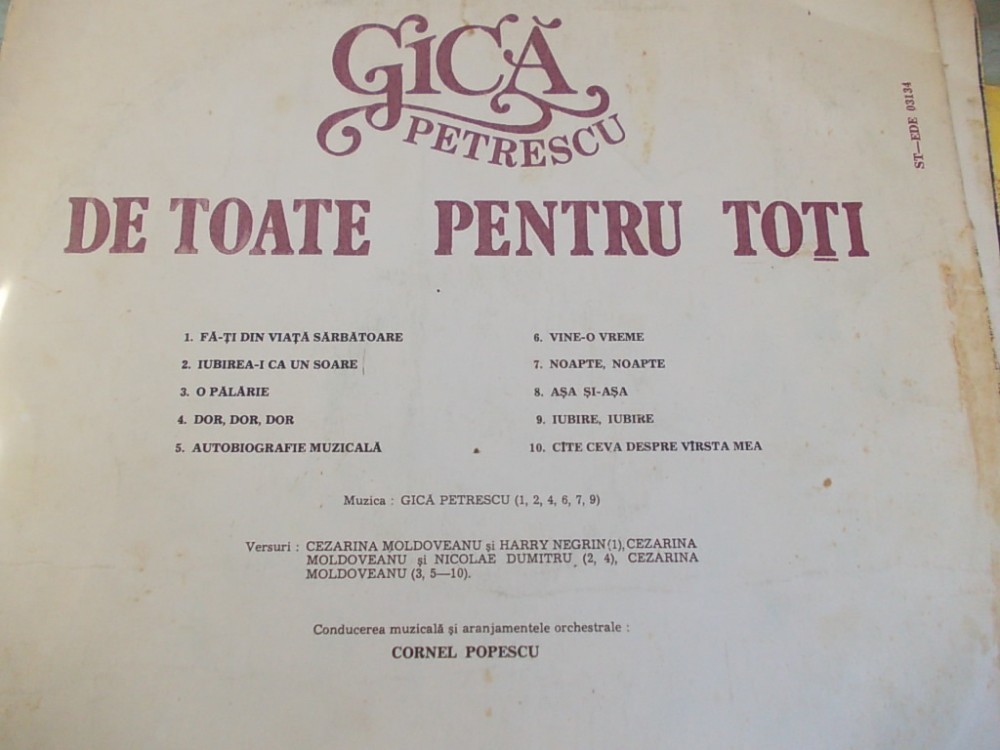 GICĂ
PETRESCU
ST—EDE 03134
DE TOATE PENTRU TOȚI
1. FĂ-ȚI DIN VIAȚĂ SĂRBĂTOARE
2. IUBIREA-I CA UN SOARE
3. O PĂLĂRIE
4. DOR, DOR, DOR
5. AUTOBIOGRAFIE MUZICALĂ
6. VINE-O VREME
7. NOAPTE, NOAPTE
8. AȘA ȘI-AȘA
9. IUBIRE, IUBIRE
10. CÎTE CEVA DESPRE VÎRSTA MEA
Muzica : GICĂ PETRESCU (1, 2, 4, 6, 7, 9)
Versuri : CEZARINA MOLDOVEANU și HARRY NEGRIN (1), CEZARINA
MOLDOVEANU și NICOLAE DUMITRU (2, 4), CEZARINA
MOLDOVEANU (3, 5—10).
Conducerea muzicală și aranjamentele orchestrale :
CORNEL POPESCU